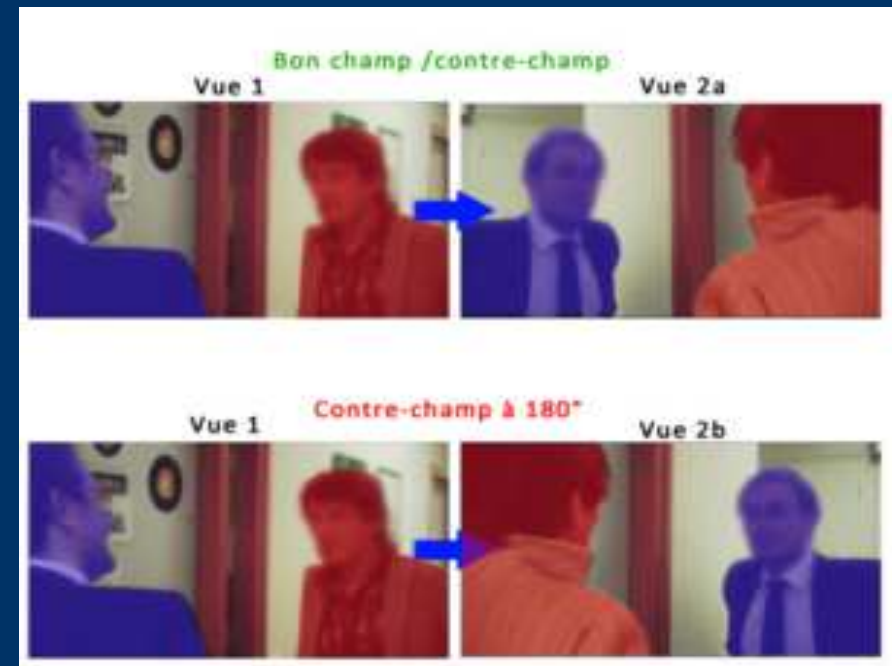 Bon champ /contre-champ
Vue 1 Vue 2a
Contre-champ à 180°
Vue 1 Vue 2b